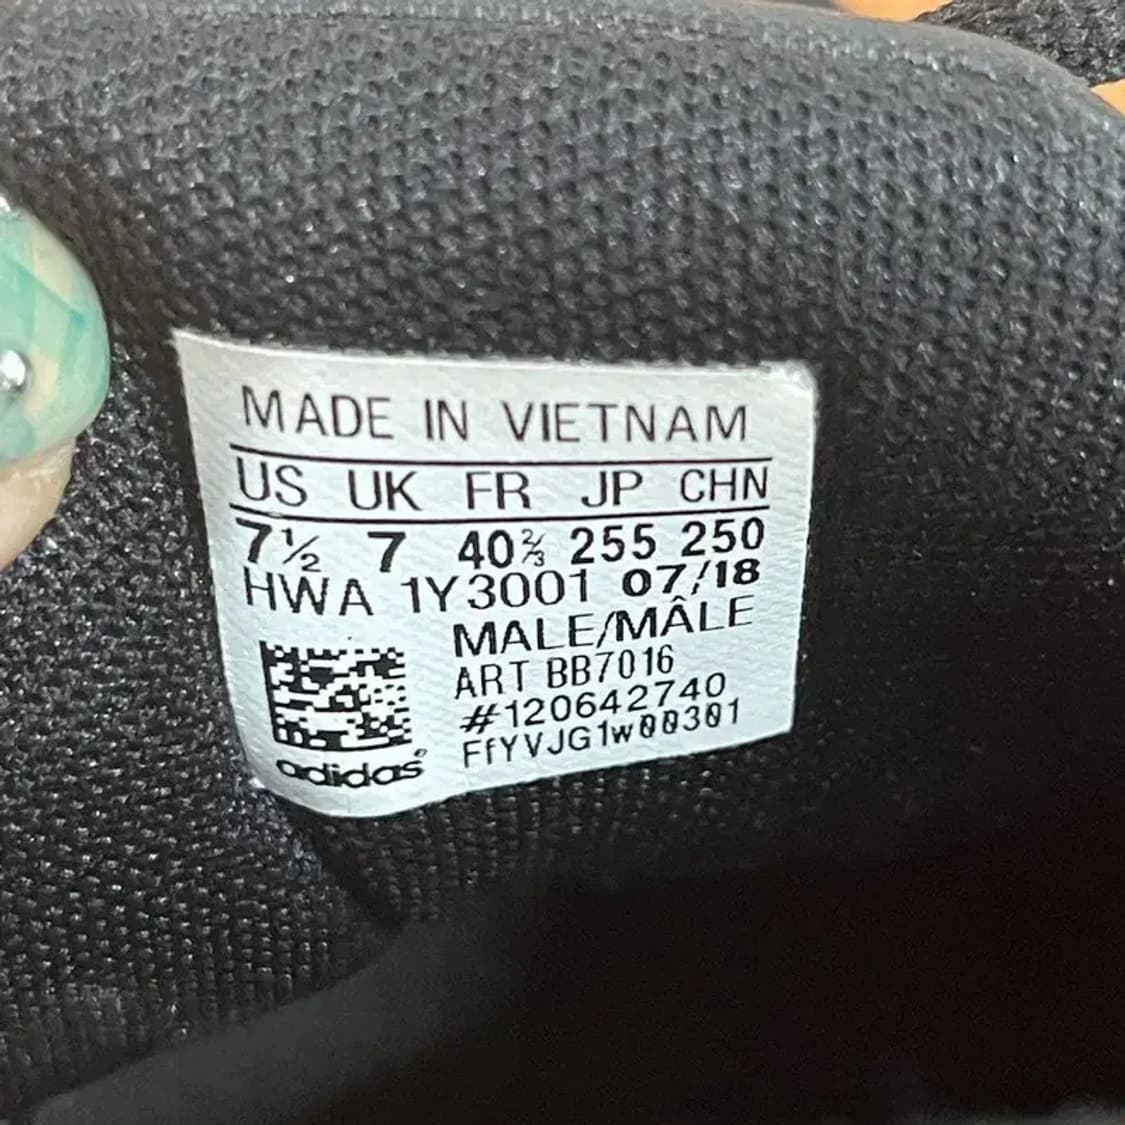 MADE IN VIETNAM
US UK FR JP CHN
7½ 7 40⅔ 255 250
HWA 1Y3001 07/18
MALE/MÂLE
ART BB7016
#120642740
FfYVJG1w00301
adidas®